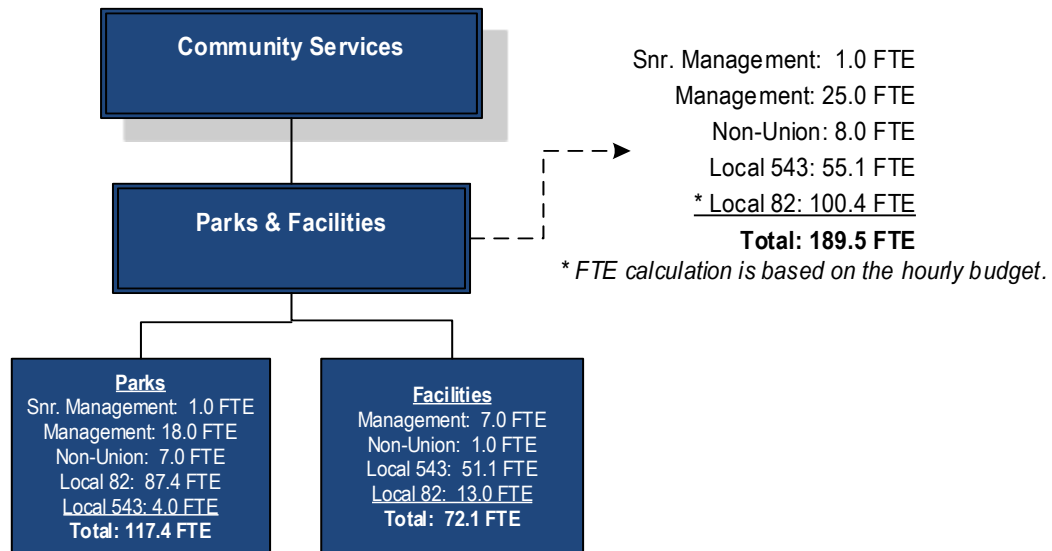 Community Services
Snr. Management: 1.0 FTE
Management: 25.0 FTE
Non-Union: 8.0 FTE
Local 543: 55.1 FTE
* Local 82: 100.4 FTE
Total: 189.5 FTE
* FTE calculation is based on the hourly budget.
Parks & Facilities
Parks
Snr. Management: 1.0 FTE
Management: 18.0 FTE
Non-Union: 7.0 FTE
Local 82: 87.4 FTE
Local 543: 4.0 FTE
Total: 117.4 FTE
Facilities
Management: 7.0 FTE
Non-Union: 1.0 FTE
Local 543: 51.1 FTE
Local 82: 13.0 FTE
Total: 72.1 FTE